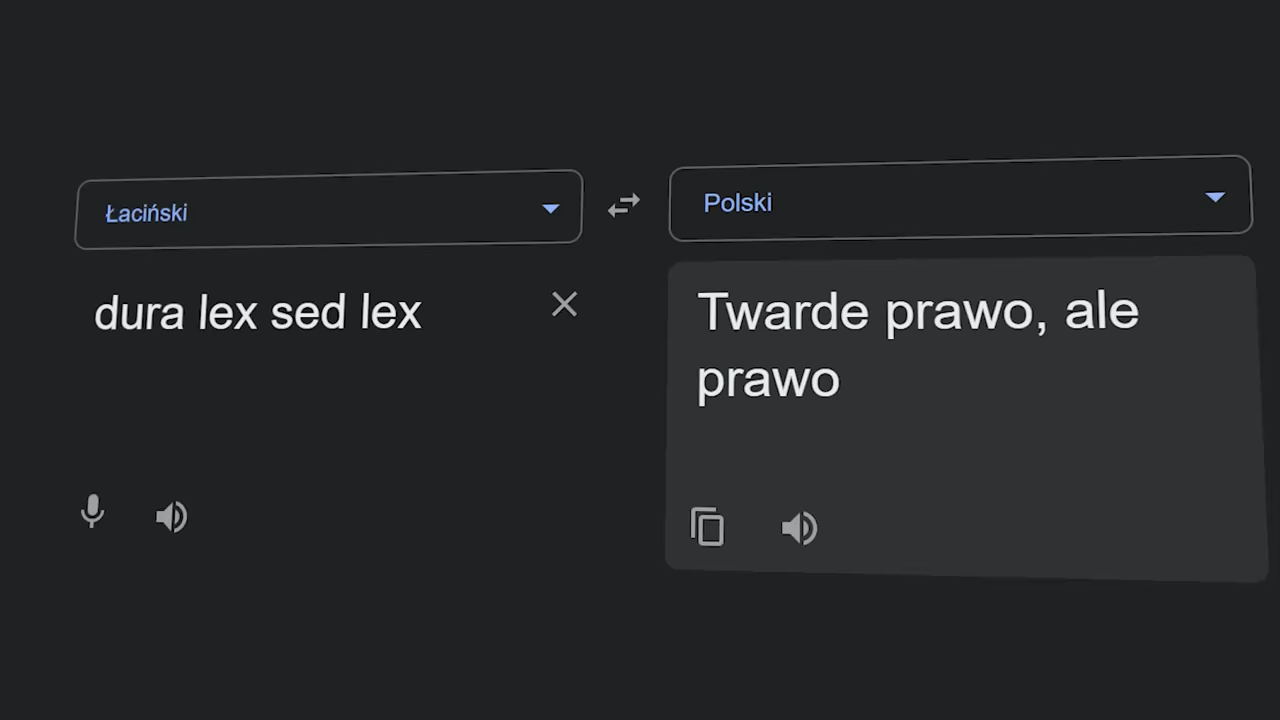 Łaciński
Polski
dura lex sed lex
Twarde prawo, ale
prawo